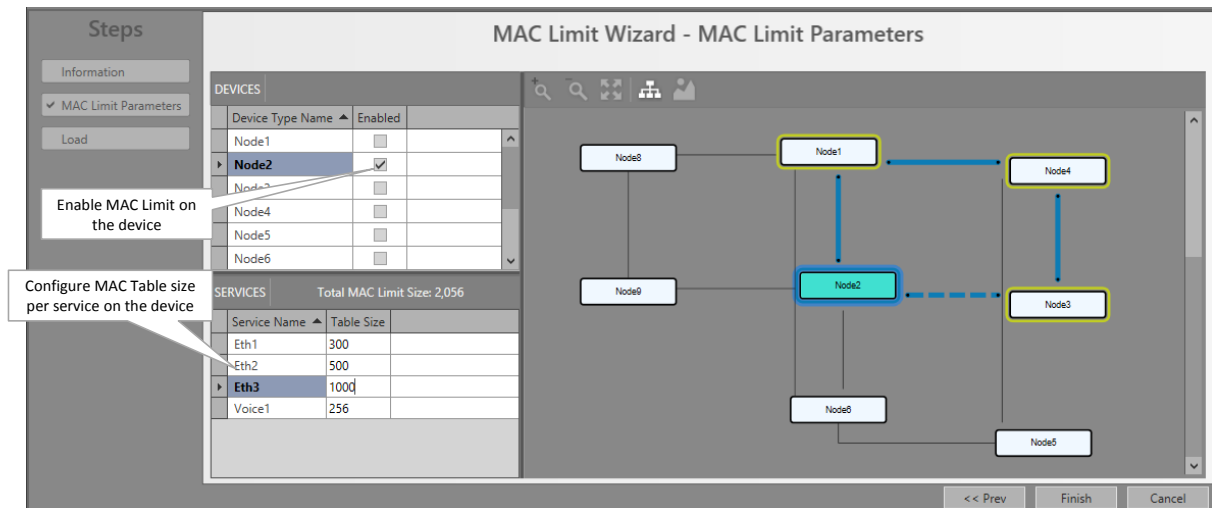 Steps
Information
MAC Limit Parameters
Load
MAC Limit Wizard - MAC Limit Parameters
DEVICES
Device Type Name Enabled
Node1
Node2
Node3
Node4
Node5
Node6
Enable MAC Limit on
the device
SERVICES Total MAC Limit Size: 2,056
Service Name Table Size
Eth1 300
Eth2 500
Eth3 1000
Voice1 256
Configure MAC Table size
per service on the device
Node8
Node1
Node4
Node9
Node2
Node3
Node6
Node5
<< Prev Finish Cancel